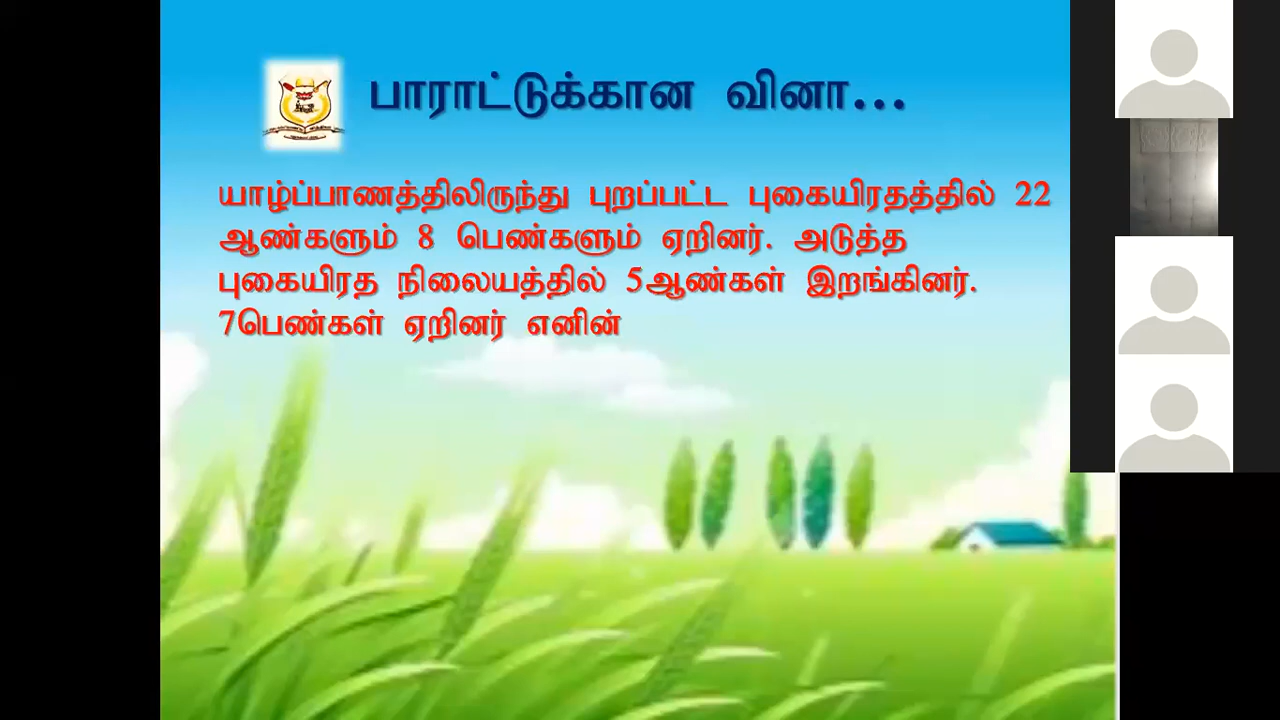 பாராட்டுக்கான வினா...
யாழ்ப்பாணத்திலிருந்து புறப்பட்ட புகையிரதத்தில் 22
ஆண்களும் 8 பெண்களும் ஏறினர். அடுத்த
புகையிரத நிலையத்தில் 5ஆண்கள் இறங்கினர்.
7பெண்கள் ஏறினர் எனின்